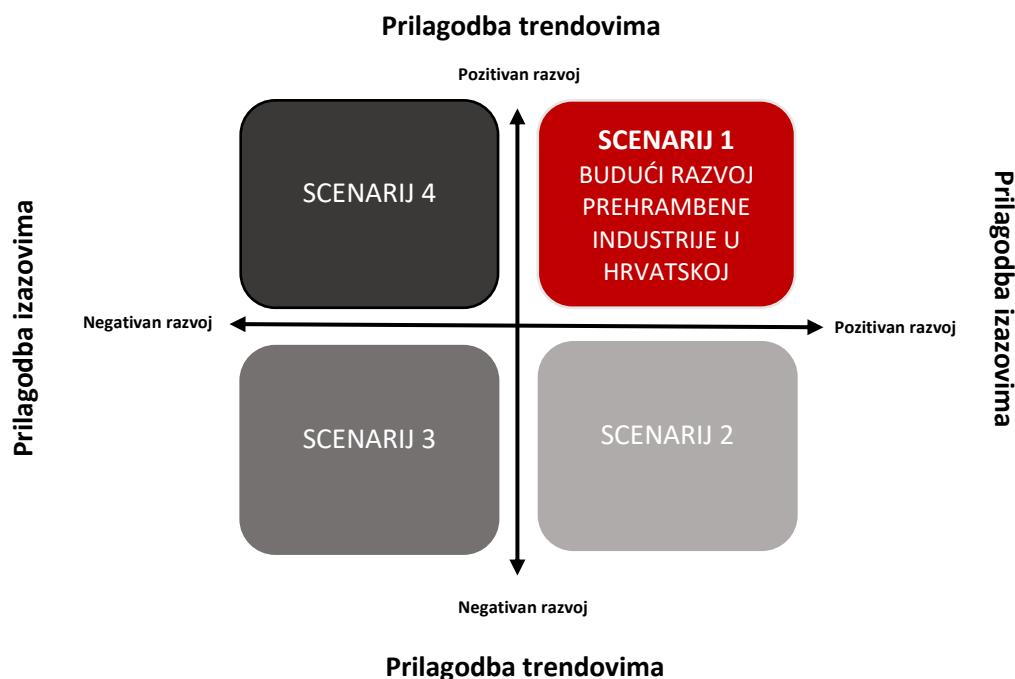 Prilagodba trendovima
Pozitivan razvoj
SCENARIJ 4
SCENARIJ 1
BUDUĆI RAZVOJ
PREHRAMBENE
INDUSTRIJE U
HRVATSKOJ
Prilagodba izazovima
Prilagodba izazovima
Negativan razvoj
Pozitivan razvoj
SCENARIJ 3
SCENARIJ 2
Negativan razvoj
Prilagodba trendovima